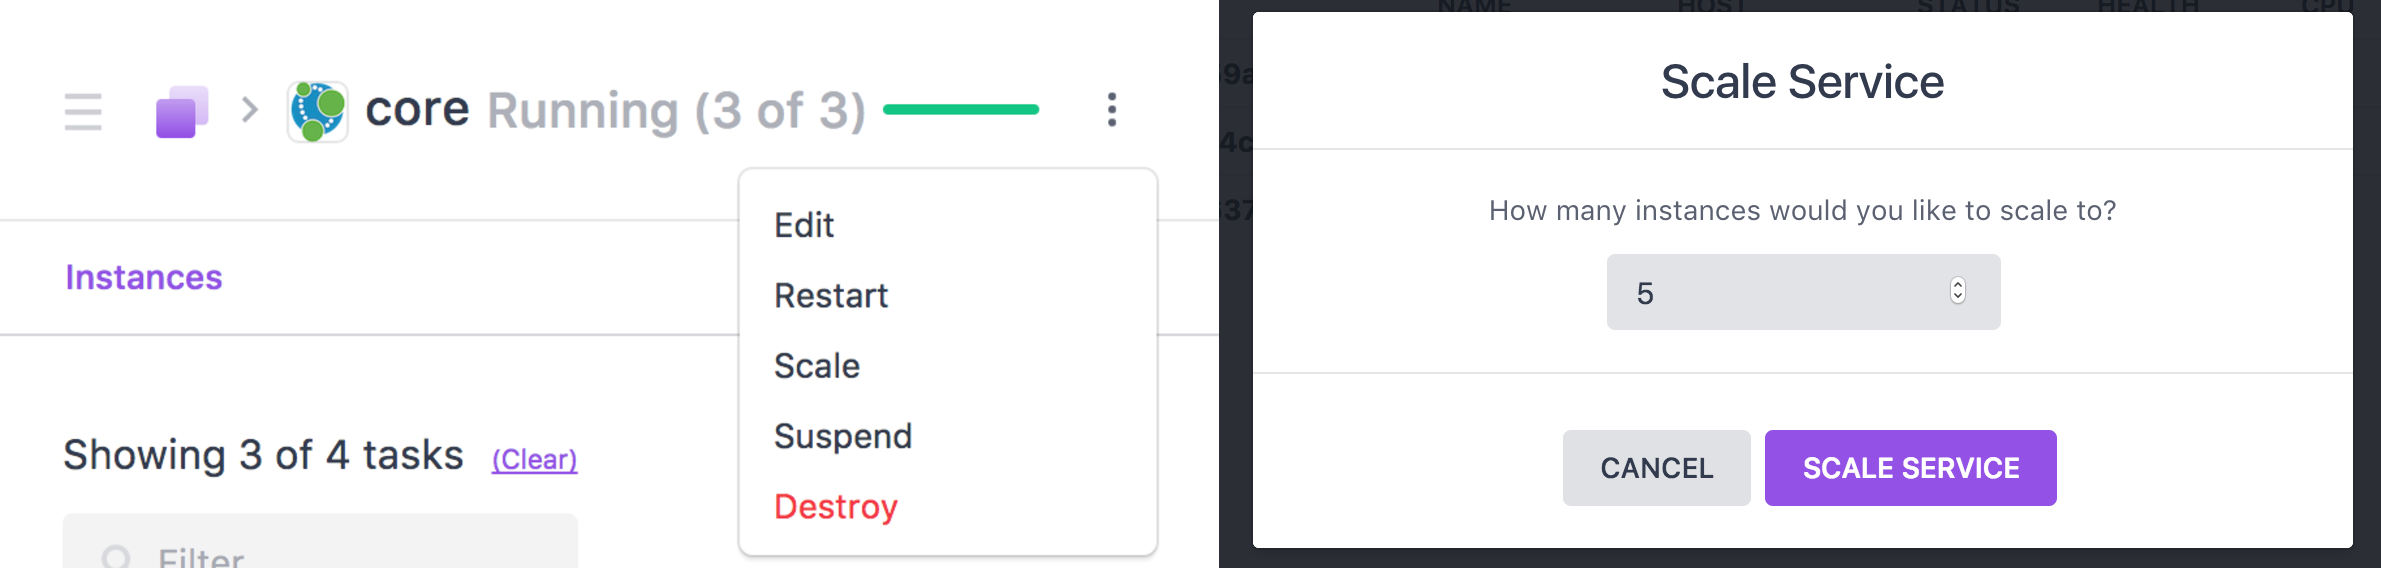 core Running (3 of 3)
Edit
Instances
Restart
Scale
Suspend
Showing 3 of 4 tasks (Clear)
Destroy
Filter
NAME HOST STATUS HEALTH CPU
9a
4c
37
Scale Service
How many instances would you like to scale to?
5
CANCEL SCALE SERVICE